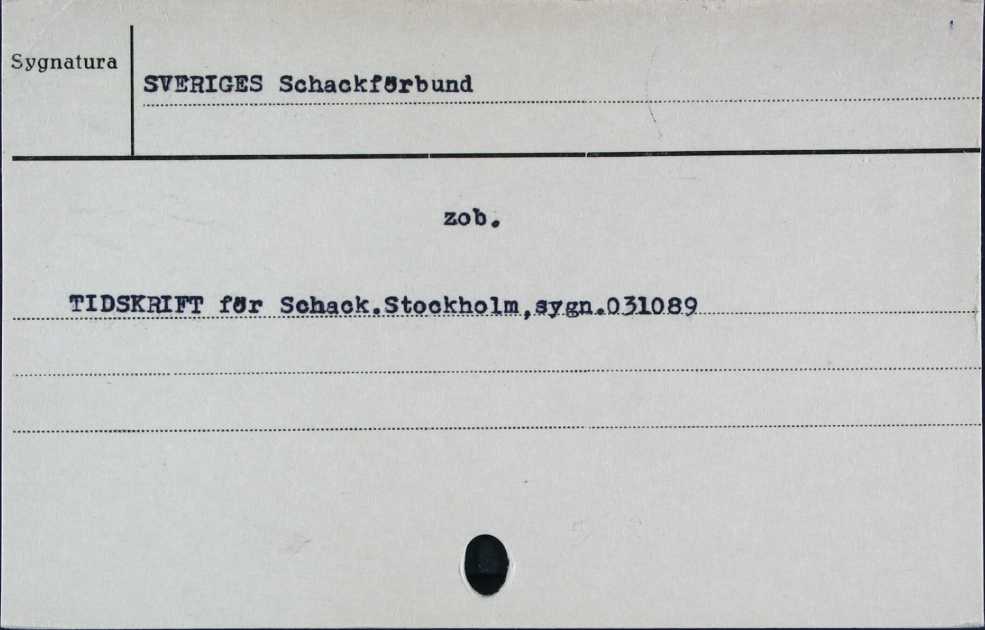 Sygnatura
SVERIGES Schackförbund
zob.
TIDSKRIFT för Schack.Stockholm,sygn.031089